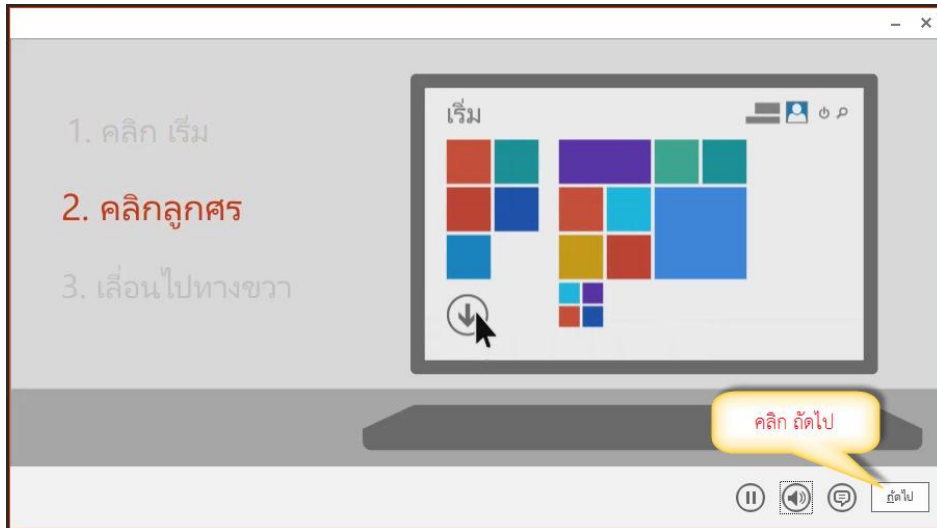 1. คลิก เริ่ม
2. คลิกลูกศร
3. เลื่อนไปทางขวา
เริ่ม
คลิก ถัดไป
ถัดไป